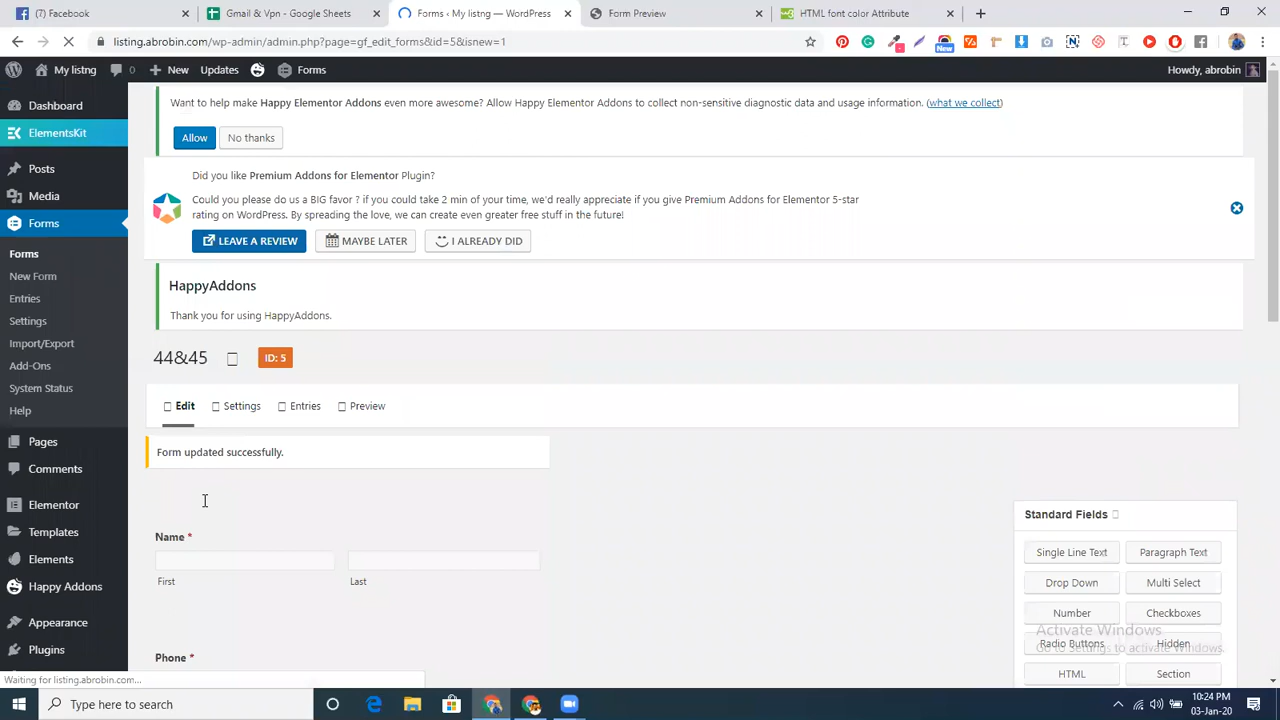 (7) Facebook
Gmail & Vpn - Google Sheets
Forms ‹ My listng — WordPress
Form Preview
HTML font color Attribute
listing.abrobin.com/wp-admin/admin.php?page=gf_edit_forms&id=5&isnew=1
New
My listng
0
New
Updates
Forms
Howdy, abrobin
Dashboard
ElementsKit
Posts
Media
Forms
Forms
New Form
Entries
Settings
Import/Export
Add-Ons
System Status
Help
Pages
Comments
Elementor
Templates
Elements
Happy Addons
Appearance
Plugins
Want to help make Happy Elementor Addons even more awesome? Allow Happy Elementor Addons to collect non-sensitive diagnostic data and usage information. (what we collect)
Allow
No thanks
Did you like Premium Addons for Elementor Plugin?
Could you please do us a BIG favor ? if you could take 2 min of your time, we'd really appreciate if you give Premium Addons for Elementor 5-star
rating on WordPress. By spreading the love, we can create even greater free stuff in the future!
LEAVE A REVIEW
MAYBE LATER
I ALREADY DID
HappyAddons
Thank you for using HappyAddons.
44&45
ID: 5
Edit
Settings
Entries
Preview
Form updated successfully.
Name *
First
Last
Phone *
Standard Fields
Single Line Text
Paragraph Text
Drop Down
Multi Select
Number
Checkboxes
Radio Buttons
Hidden
HTML
Section
Activate Windows
Go to Settings to activate Windows.
Waiting for listing.abrobin.com...
Type here to search
10:24 PM
03-Jan-20